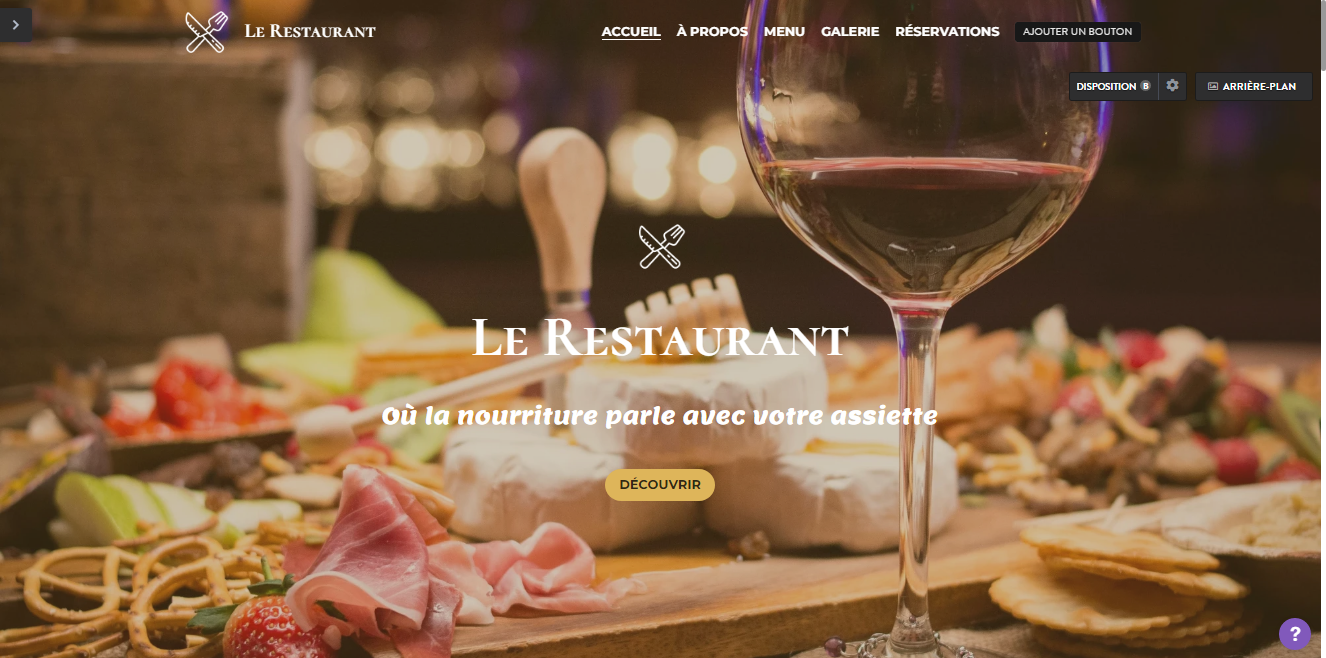 LE RESTAURANT
ACCUEIL À PROPOS MENU GALERIE RÉSERVATIONS AJOUTER UN BOUTON
DISPOSITION 8 ARRIÈRE-PLAN
LE RESTAURANT
Où la nourriture parle avec votre assiette
DÉCOUVRIR
?